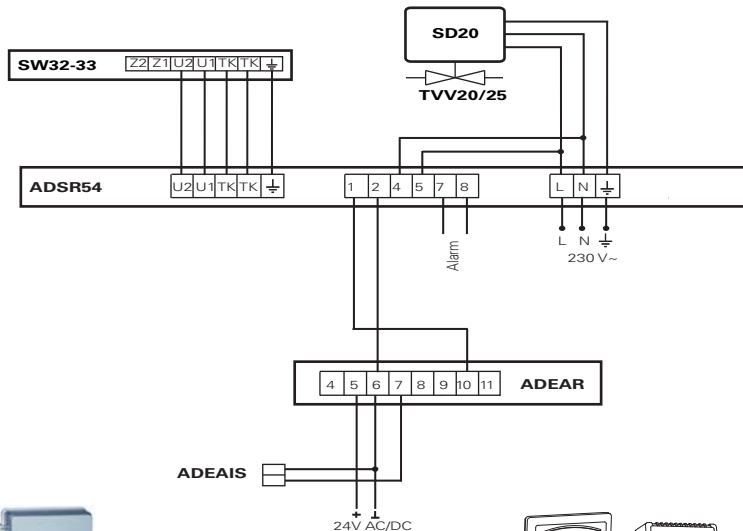 SD20
SW32-33
Z2 Z1 U2 U1 TK TK
TVV20/25
ADSR54
U2 U1 TK TK
1 2 4 5 7 8
L N
Alarm
L N
230 V~
4 5 6 7 8 9 10 11
ADEAR
ADEAIS
+
24V AC/DC